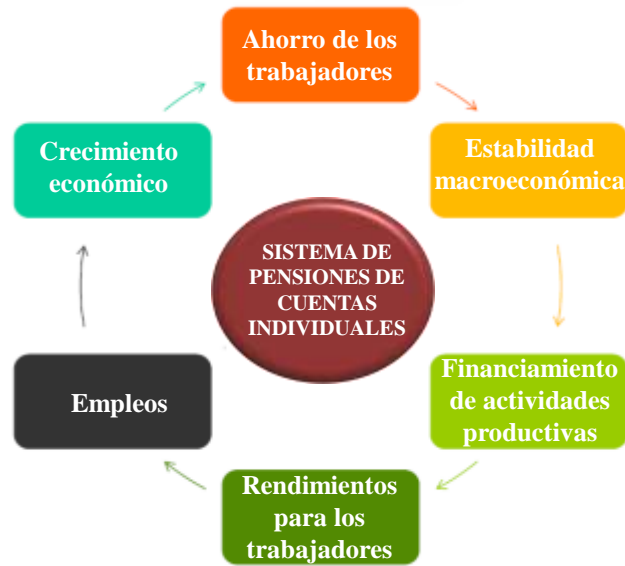 Ahorro de los
trabajadores
Estabilidad
macroeconómica
Financiamiento
de actividades
productivas
Rendimientos
para los
trabajadores
Empleos
Crecimiento
económico
SISTEMA DE
PENSIONES DE
CUENTAS
INDIVIDUALES